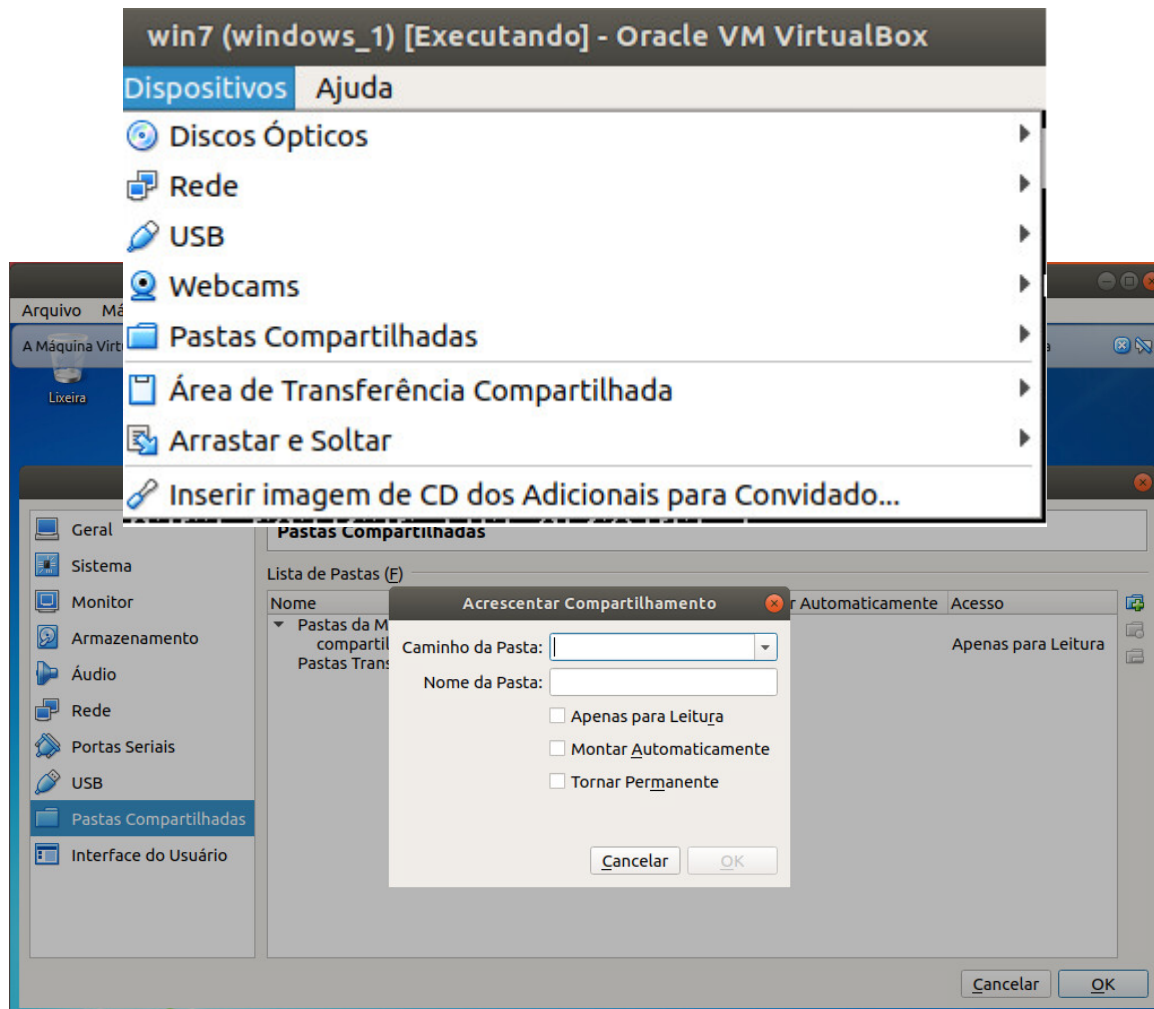 win7 (windows_1) [Executando] - Oracle VM VirtualBox
Dispositivos Ajuda
Discos Ópticos
Rede
USB
Webcams
Pastas Compartilhadas
Área de Transferência Compartilhada
Arrastar e Soltar
Inserir imagem de CD dos Adicionais para Convidado...
Arquivo Má
A Máquina Virt
Lixeira
Geral
Sistema
Monitor
Armazenamento
Áudio
Rede
Portas Seriais
USB
Pastas Compartilhadas
Interface do Usuário
Pastas Compartilhadas
Lista de Pastas (F)
Nome r Automaticamente Acesso
Pastas da M
compartil Apenas para Leitura
Pastas Trans
Acrescentar Compartilhamento
Caminho da Pasta:
Nome da Pasta:
Apenas para Leitura
Montar Automaticamente
Tornar Permanente
Cancelar OK
Cancelar OK